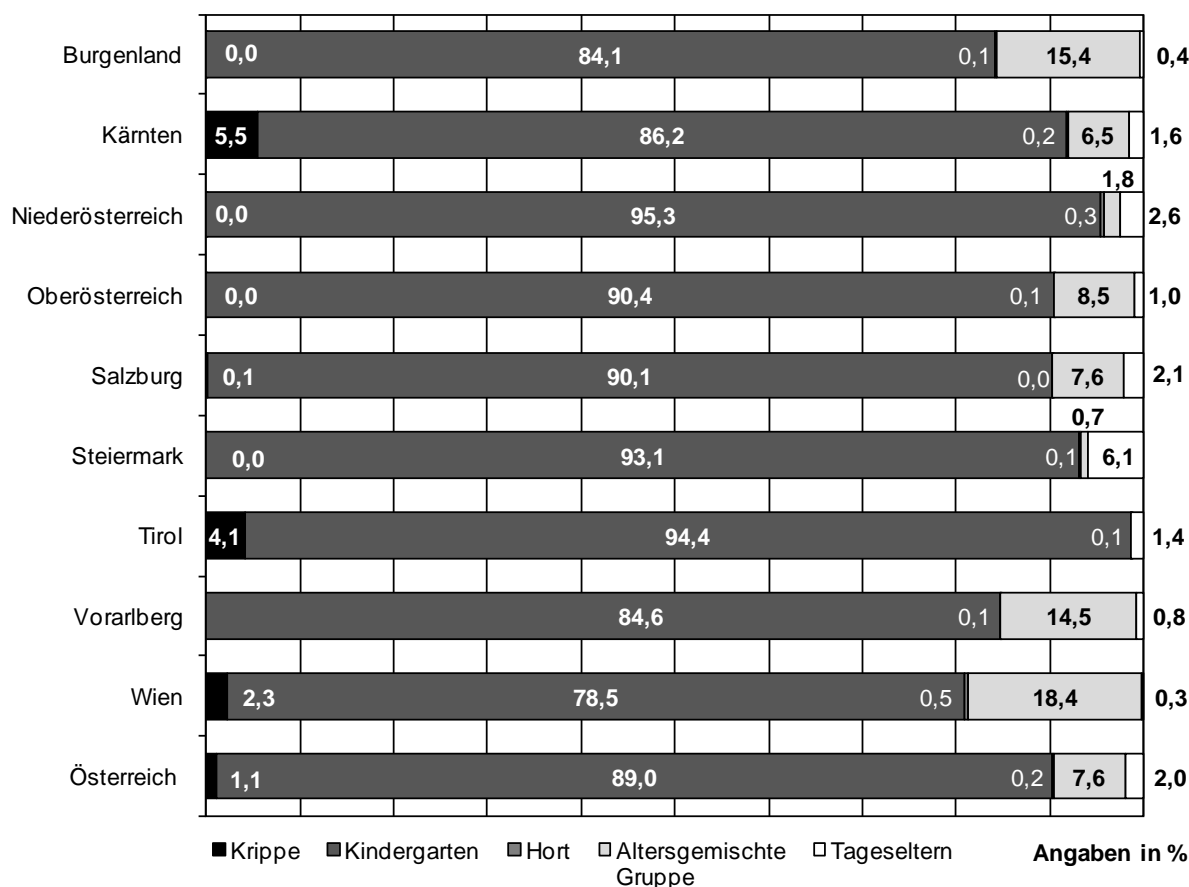 Burgenland 0,0 84,1 0,1 15,4 0,4
Kärnten 5,5 86,2 0,2 6,5 1,6
1,8
Niederösterreich 0,0 95,3 0,3 2,6
Oberösterreich 0,0 90,4 0,1 8,5 1,0
Salzburg 0,1 90,1 0,0 7,6 2,1
0,7
Steiermark 0,0 93,1 0,1 6,1
Tirol 4,1 94,4 0,1 1,4
Vorarlberg 84,6 0,1 14,5 0,8
Wien 2,3 78,5 0,5 18,4 0,3
Österreich 1,1 89,0 0,2 7,6 2,0
Krippe Kindergarten Hort Altersgemischte Tageseltern Angaben in %
Gruppe